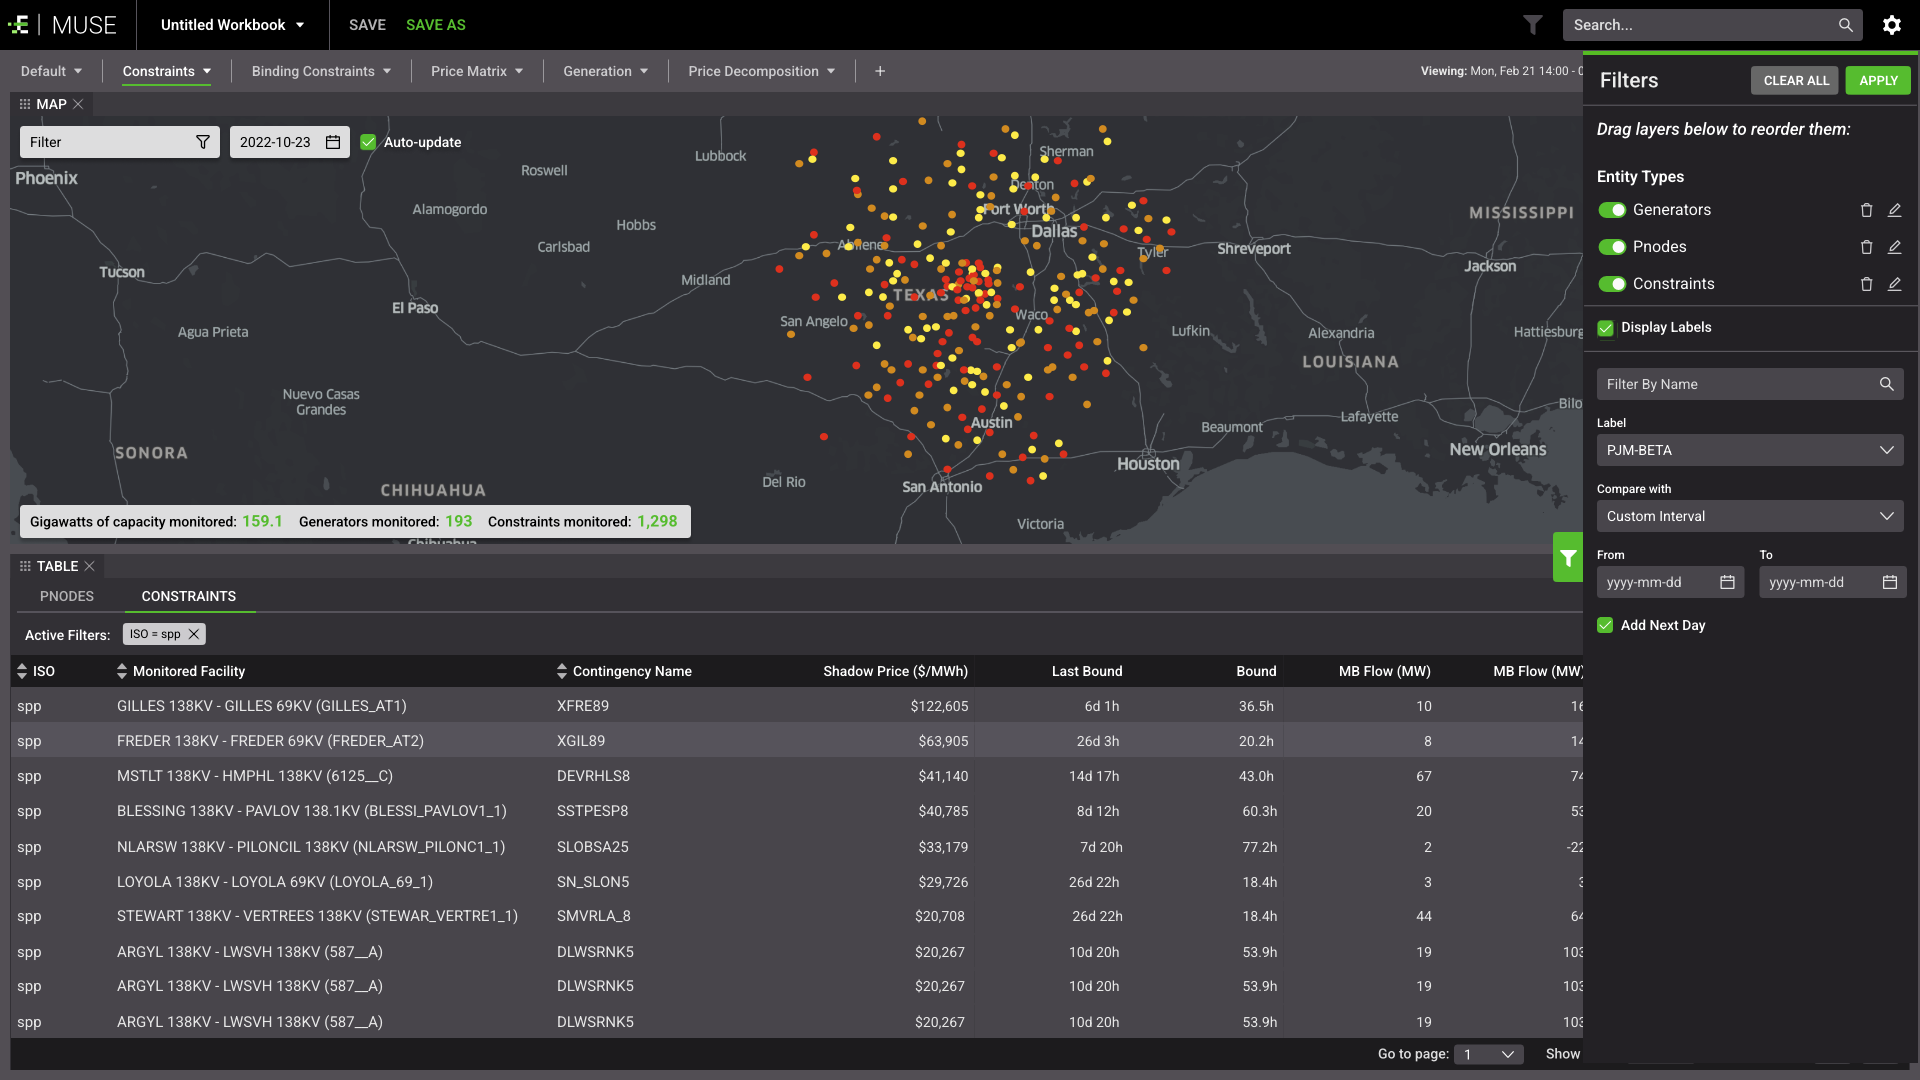 MUSE
Untitled Workbook
SAVE
SAVE AS
Search...
Default
Constraints
Binding Constraints
Price Matrix
Generation
Price Decomposition
+
Viewing: Mon, Feb 21 14:00 -
MAP
Filter
2022-10-23
Auto-update
Phoenix
Tucson
Roswell
Alamogordo
Carlsbad
Hobbs
Lubbock
Midland
El Paso
Agua Prieta
Nuevo Casas
Grandes
SONORA
CHIHUAHUA
Chihuahua
Sherman
Denton
Fort Worth
Dallas
Abilene
Tyler
TEXAS
San Angelo
Waco
Lufkin
Austin
San Antonio
Del Rio
Victoria
Houston
Beaumont
Shreveport
MISSISSIPPI
Jackson
Alexandria
LOUISIANA
Hattiesburg
Lafayette
New Orleans
Bilo
Gigawatts of capacity monitored: 159.1 Generators monitored: 193 Constraints monitored: 1,298
TABLE
PNODES
CONSTRAINTS
Active Filters: ISO = spp
ISO Monitored Facility Contingency Name Shadow Price ($/MWh) Last Bound Bound MB Flow (MW) MB Flow (MW)
spp GILLES 138KV - GILLES 69KV (GILLES_AT1) XFRE89 $122,605 6d 1h 36.5h 10 16
spp FREDER 138KV - FREDER 69KV (FREDER_AT2) XGIL89 $63,905 26d 3h 20.2h 8 14
spp MSTLT 138KV - HMPHL 138KV (6125__C) DEVRHLS8 $41,140 14d 17h 43.0h 67 74
spp BLESSING 138KV - PAVLOV 138.1KV (BLESSI_PAVLOV1_1) SSTPESP8 $40,785 8d 12h 60.3h 20 53
spp NLARSW 138KV - PILONCIL 138KV (NLARSW_PILONC1_1) SLOBSA25 $33,179 7d 20h 77.2h 2 -22
spp LOYOLA 138KV - LOYOLA 69KV (LOYOLA_69_1) SN_SLON5 $29,726 26d 22h 18.4h 3 3
spp STEWART 138KV - VERTREES 138KV (STEWAR_VERTRE1_1) SMVRLA_8 $20,708 26d 22h 18.4h 44 64
spp ARGYL 138KV - LWSVH 138KV (587__A) DLWSRNK5 $20,267 10d 20h 53.9h 19 103
spp ARGYL 138KV - LWSVH 138KV (587__A) DLWSRNK5 $20,267 10d 20h 53.9h 19 103
spp ARGYL 138KV - LWSVH 138KV (587__A) DLWSRNK5 $20,267 10d 20h 53.9h 19 103
Go to page: 1 Show
Filters
CLEAR ALL
APPLY
Drag layers below to reorder them:
Entity Types
Generators
Pnodes
Constraints
Display Labels
Filter By Name
Label
PJM-BETA
Compare with
Custom Interval
From To
yyyy-mm-dd yyyy-mm-dd
Add Next Day